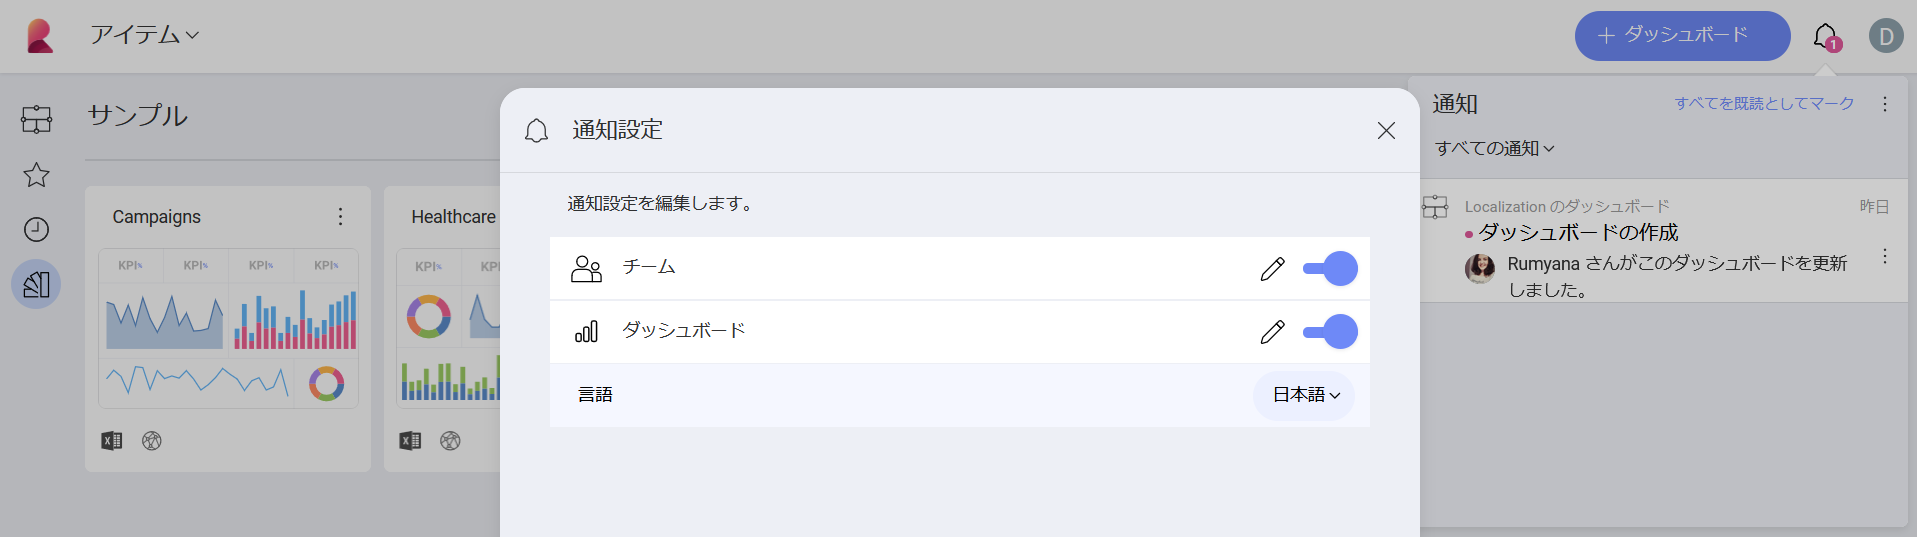 アイテム
+ ダッシュボード
1
D
サンプル
Campaigns
KPI% KPI% KPI% KPI%
X
Healthcare
KPI% KP
X
通知設定
通知設定を編集します。
チーム
ダッシュボード
言語
日本語
通知
すべてを既読としてマーク
すべての通知
Localization のダッシュボード
昨日
ダッシュボードの作成
Rumyana さんがこのダッシュボードを更新
しました。